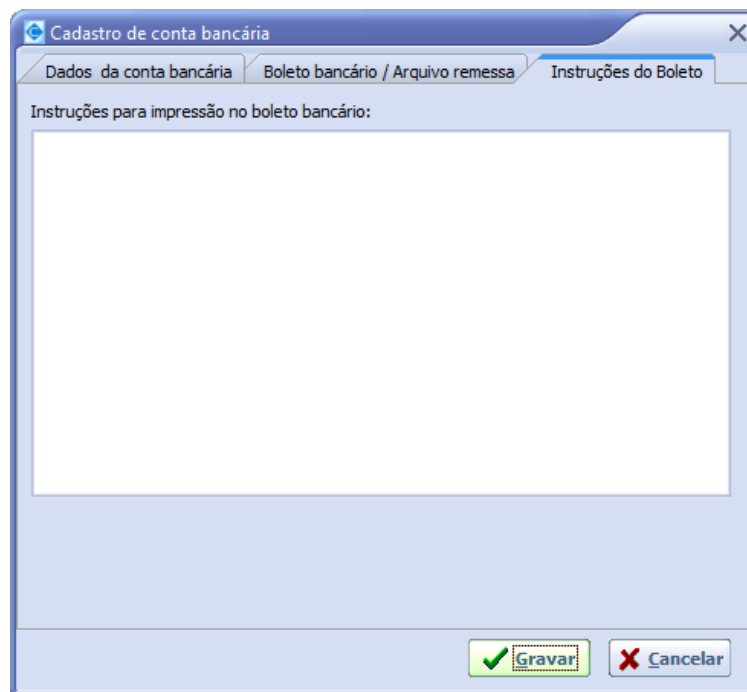 Cadastro de conta bancária
Dados da conta bancária Boleto bancário / Arquivo remessa Instruções do Boleto
Instruções para impressão no boleto bancário:
Gravar Cancelar